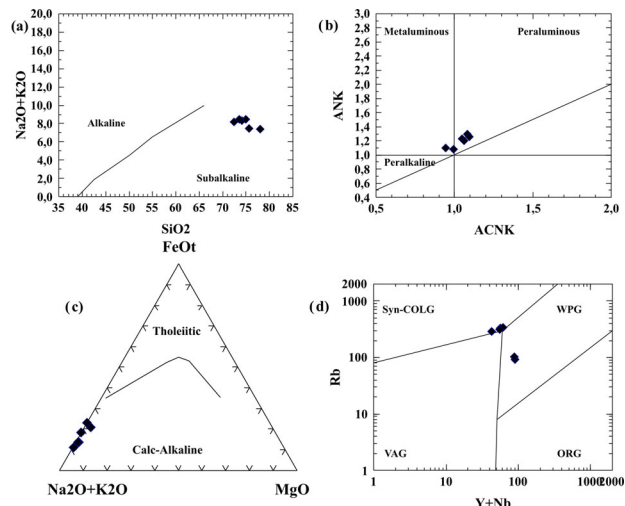 (a)
20,0
18,0
16,0
14,0
12,0
10,0
8,0
6,0
4,0
2,0
0,0
Na2O+K2O
Alkaline
Subalkaline
35 40 45 50 55 60 65 70 75 80 85
SiO2
(b)
3,0
2,8
2,6
2,4
2,2
2,0
1,8
1,6
1,4
1,2
1,0
0,8
0,6
0,4
ANK
Metaluminous
Peraluminous
Peralkaline
0,5 1,0 1,5 2,0
ACNK
(c)
FeOt
Tholeiitic
Calc-Alkaline
Na2O+K2O
MgO
(d)
2000
1000
100
10
1
Rb
Syn-COLG
WPG
VAG
ORG
1 10 100 10002000
Y+Nb